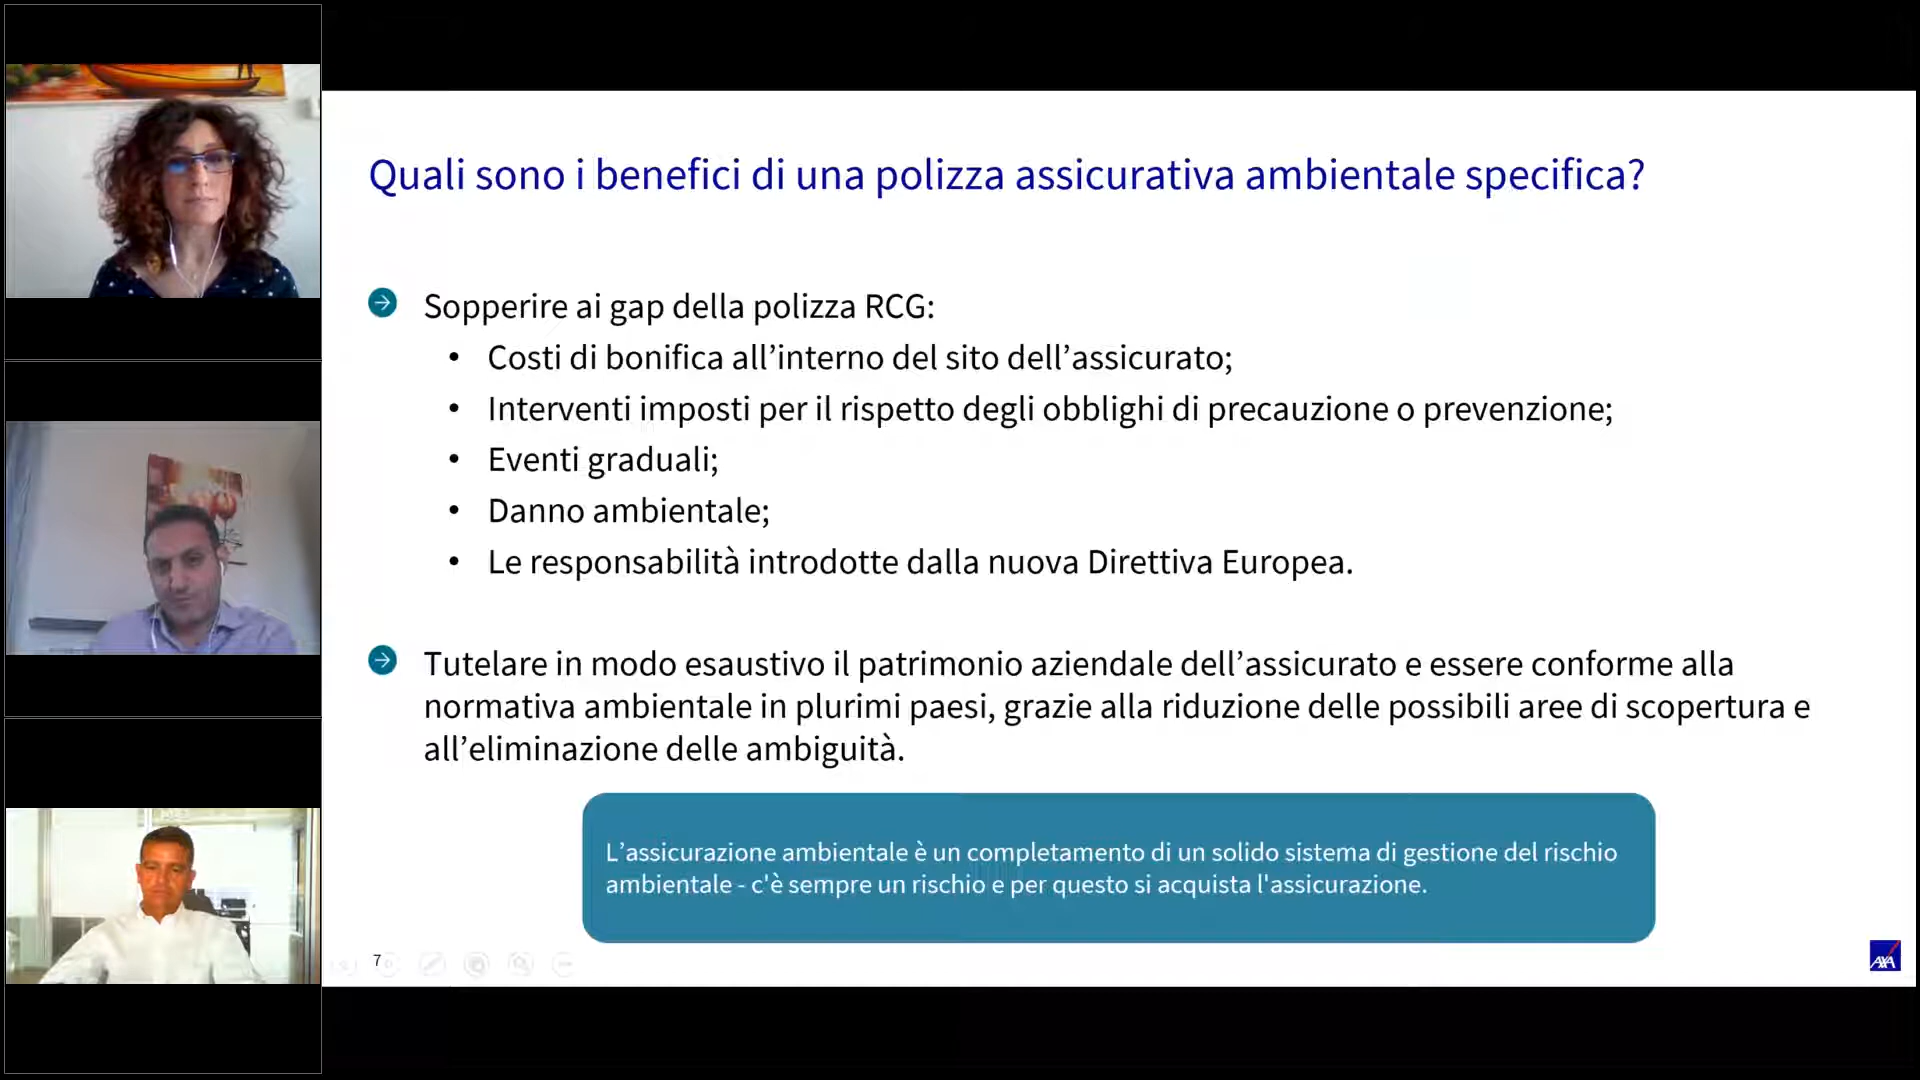 Quali sono i benefici di una polizza assicurativa ambientale specifica?
Sopperire ai gap della polizza RCG:
• Costi di bonifica all’interno del sito dell’assicurato;
• Interventi imposti per il rispetto degli obblighi di precauzione o prevenzione;
• Eventi graduali;
• Danno ambientale;
• Le responsabilità introdotte dalla nuova Direttiva Europea.
Tutelare in modo esaustivo il patrimonio aziendale dell’assicurato e essere conforme alla
normativa ambientale in plurimi paesi, grazie alla riduzione delle possibili aree di scopertura e
all’eliminazione delle ambiguità.
L’assicurazione ambientale è un completamento di un solido sistema di gestione del rischio
ambientale - c'è sempre un rischio e per questo si acquista l'assicurazione.
7
AXA